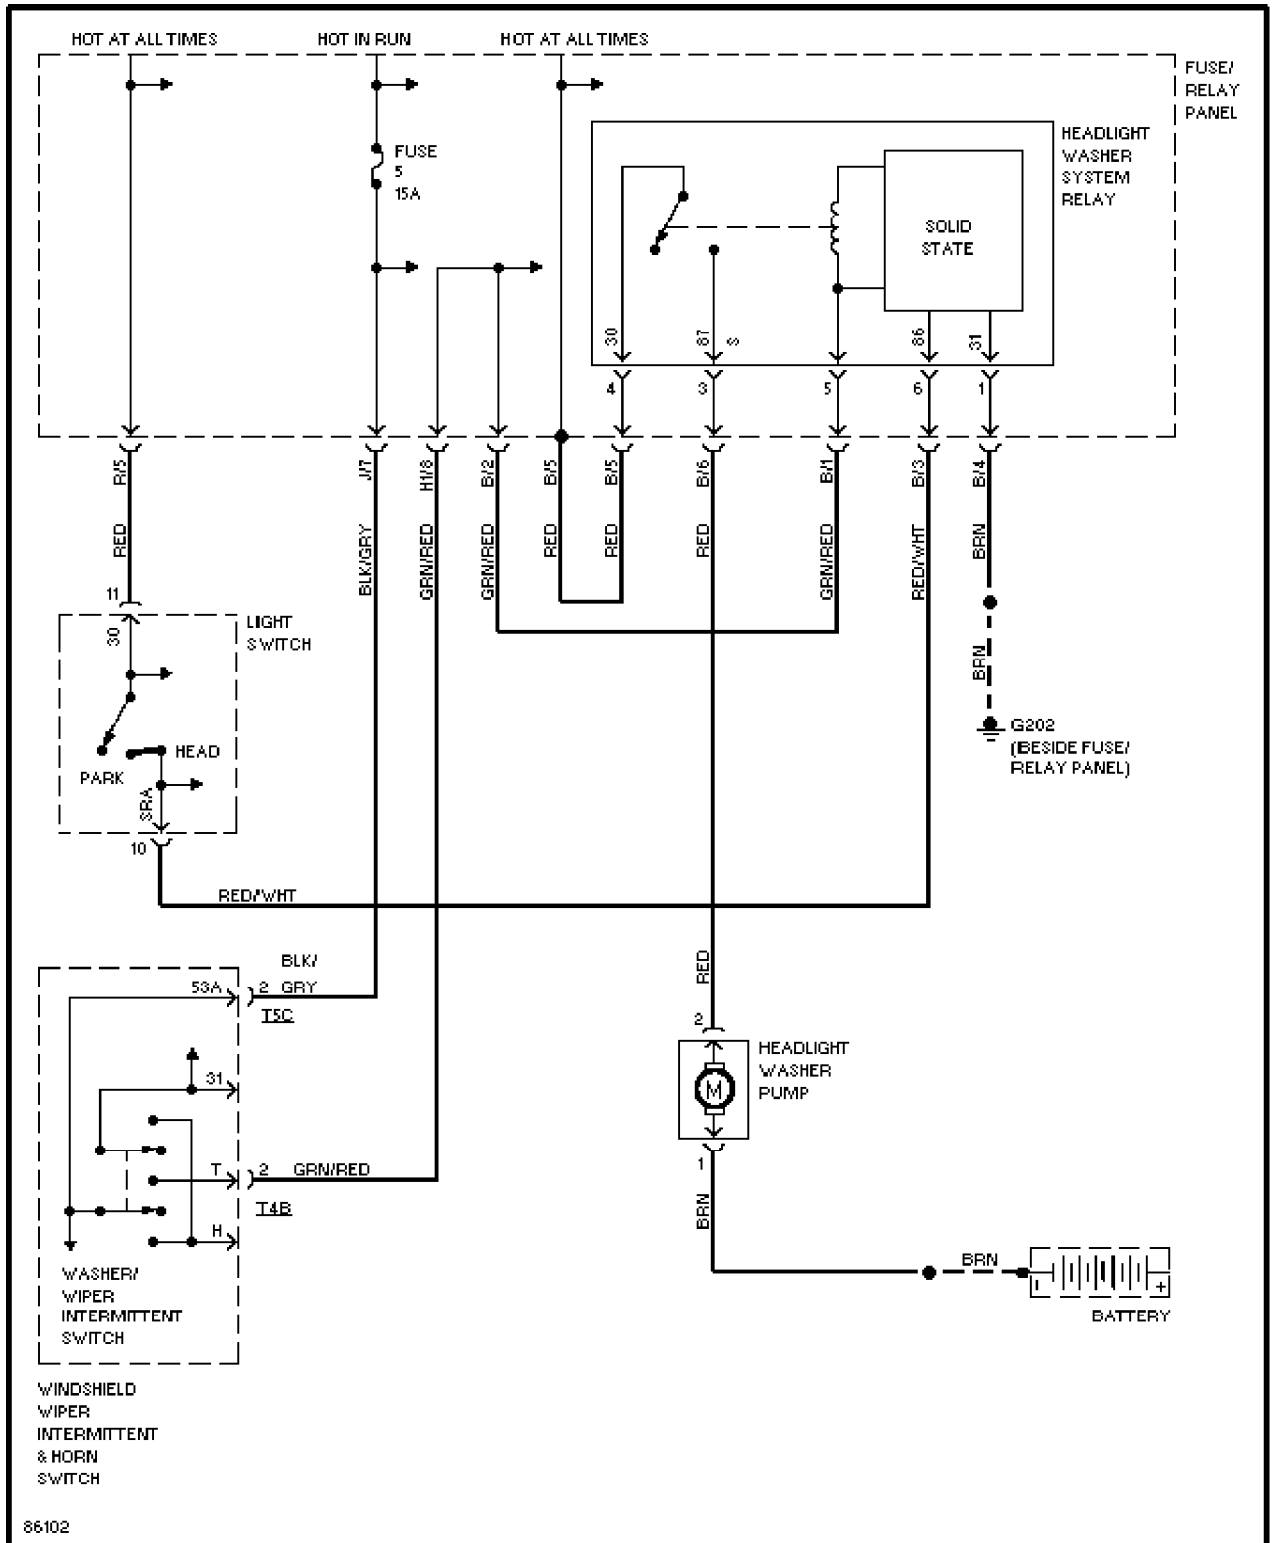 HOT AT ALL TIMES
HOT IN RUN
HOT AT ALL TIMES
FUSE/
RELAY
PANEL
HEADLIGHT
WASHER
SYSTEM
RELAY
FUSE
5
15A
SOLID
STATE
30
87
S
86
31
4
3
5
6
1
R/5
J/7
H1/8
B/2
B/5
B/5
B/6
B/1
B/3
B/4
RED
BLK/GRY
GRN/RED
GRN/RED
RED
RED
RED
GRN/RED
RED/WHT
BRN
11
30
LIGHT
SWITCH
BRN
G202
(BESIDE FUSE/
RELAY PANEL)
HEAD
PARK
SRA
10
RED/WHT
BLK/
53A
2
GRY
T5C
RED
2
HEADLIGHT
WASHER
PUMP
M
31
T
2
GRN/RED
T4B
1
BRN
H
BRN
-
+
BATTERY
WASHER/
WIPER
INTERMITTENT
SWITCH
WINDSHIELD
WIPER
INTERMITTENT
& HORN
SWITCH
86102